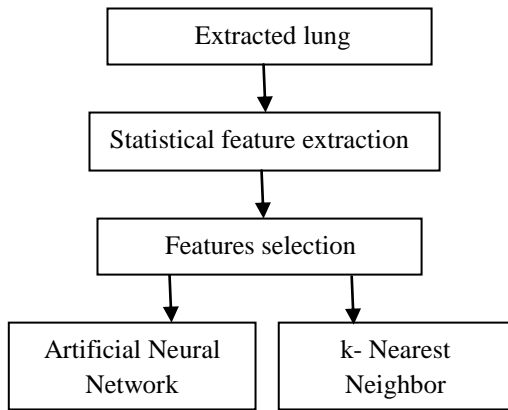 Extracted lung
Statistical feature extraction
Features selection
Artificial Neural
Network
k- Nearest
Neighbor